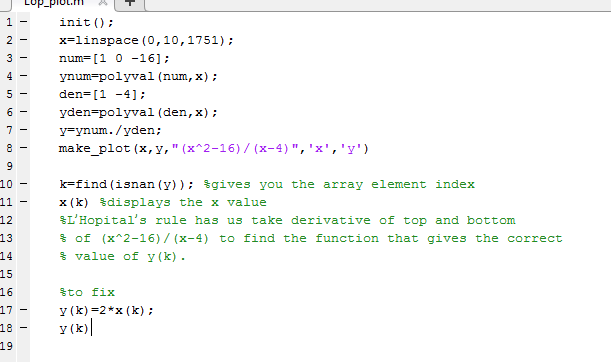 Lop_plot.m
1 init();
2 x=linspace(0,10,1751);
3 num=[1 0 -16];
4 ynum=polyval(num,x);
5 den=[1 -4];
6 yden=polyval(den,x);
7 y=ynum./yden;
8 make_plot(x,y,"(x^2-16)/(x-4)",'x','y')
9
10 k=find(isnan(y)); %gives you the array element index
11 x(k) %displays the x value
12 %L'Hopital's rule has us take derivative of top and bottom
13 % of (x^2-16)/(x-4) to find the function that gives the correct
14 % value of y(k).
15
16 %to fix
17 y(k)=2*x(k);
18 y(k)
19